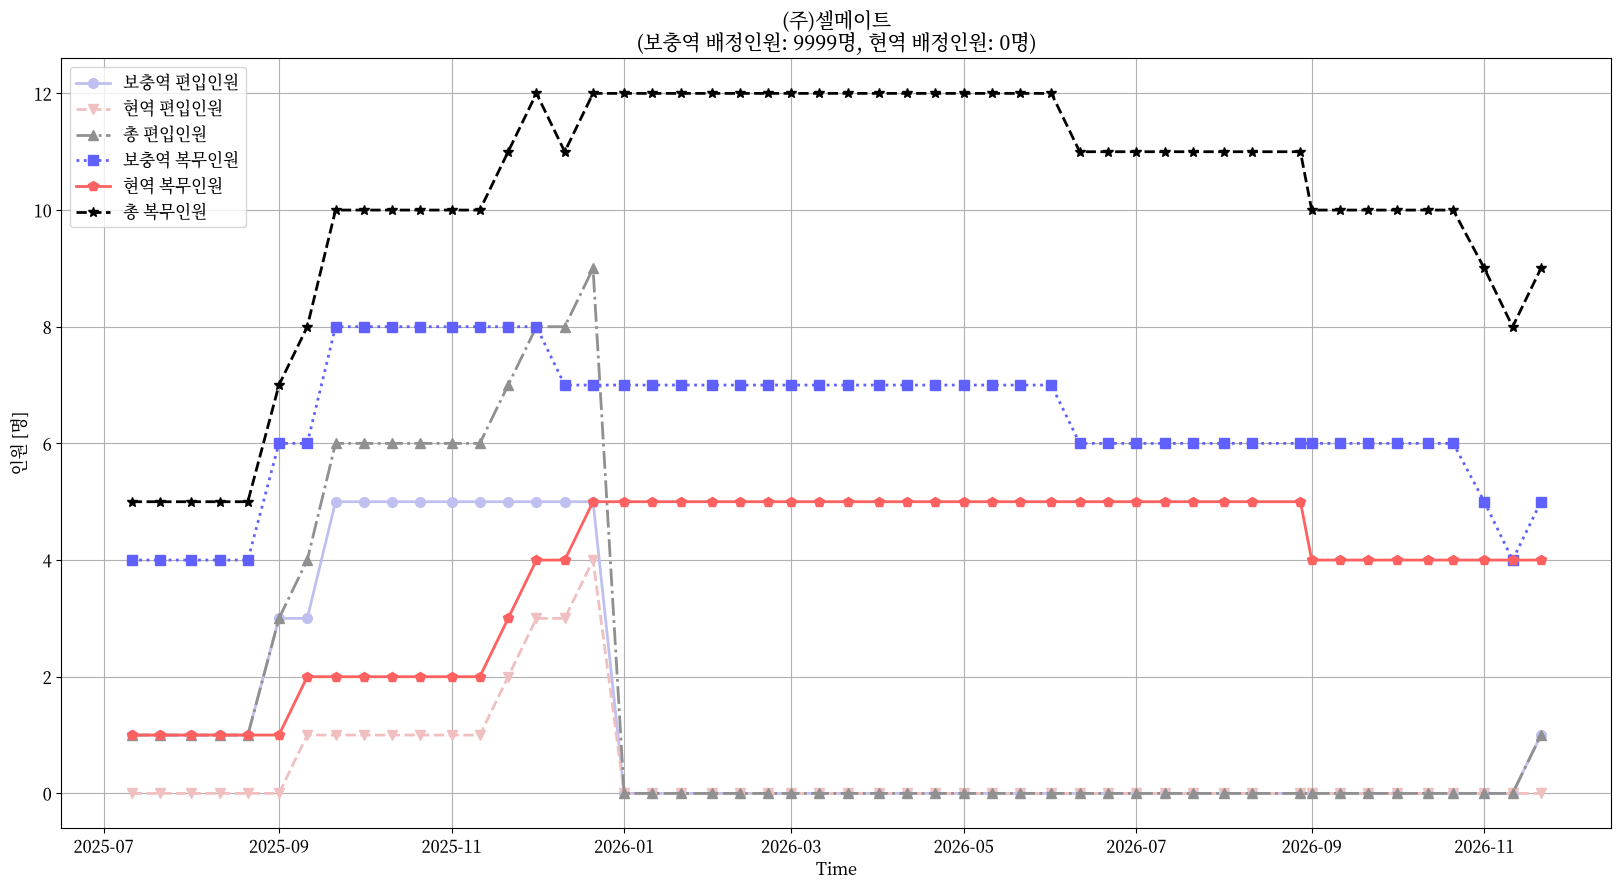 (주)셀메이트
(보충역 배정인원: 9999명, 현역 배정인원: 0명)
보충역 편입인원
현역 편입인원
총 편입인원
보충역 복무인원
현역 복무인원
총 복무인원
12
10
8
6
4
2
0
인원 [명]
2025-07
2025-09
2025-11
2026-01
2026-03
2026-05
2026-07
2026-09
2026-11
Time